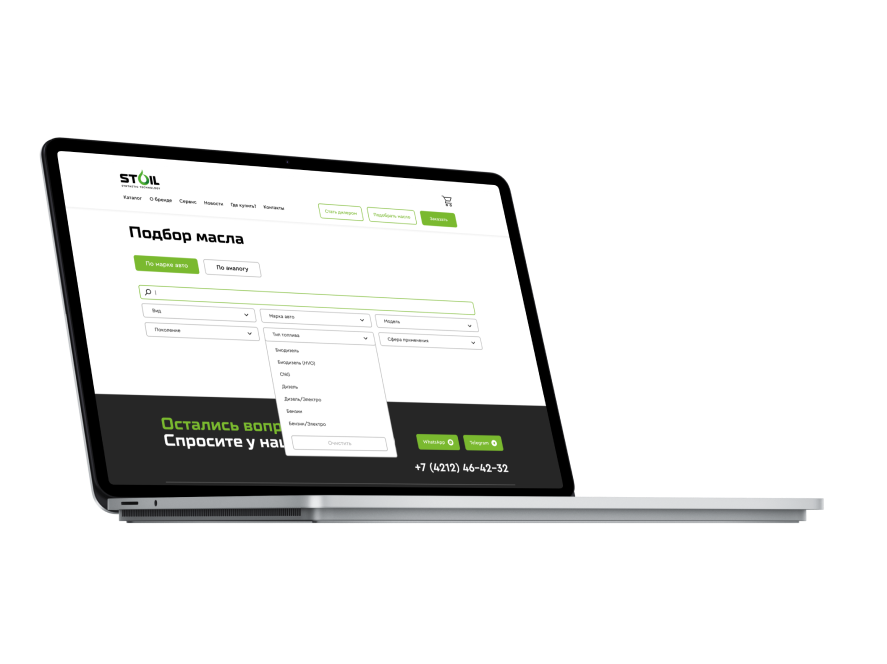 STOIL
SYNTHETIC TECHNOLOGY
Каталог О бренде Сервис Новости Где купить? Контакты
Стать дилером Подобрать масло Заказать
Подбор масла
По марке авто По аналогу
Вид Марка авто Модель
Поколение Тип топлива Сфера применения
Биодизель
Биодизель (HVO)
CNG
Дизель
Дизель/Электро
Бензин
Бензин/Электро
Очистить
Остались вопр
Спросите у наш
WhatsApp Telegram
+7 (4212) 46-42-32